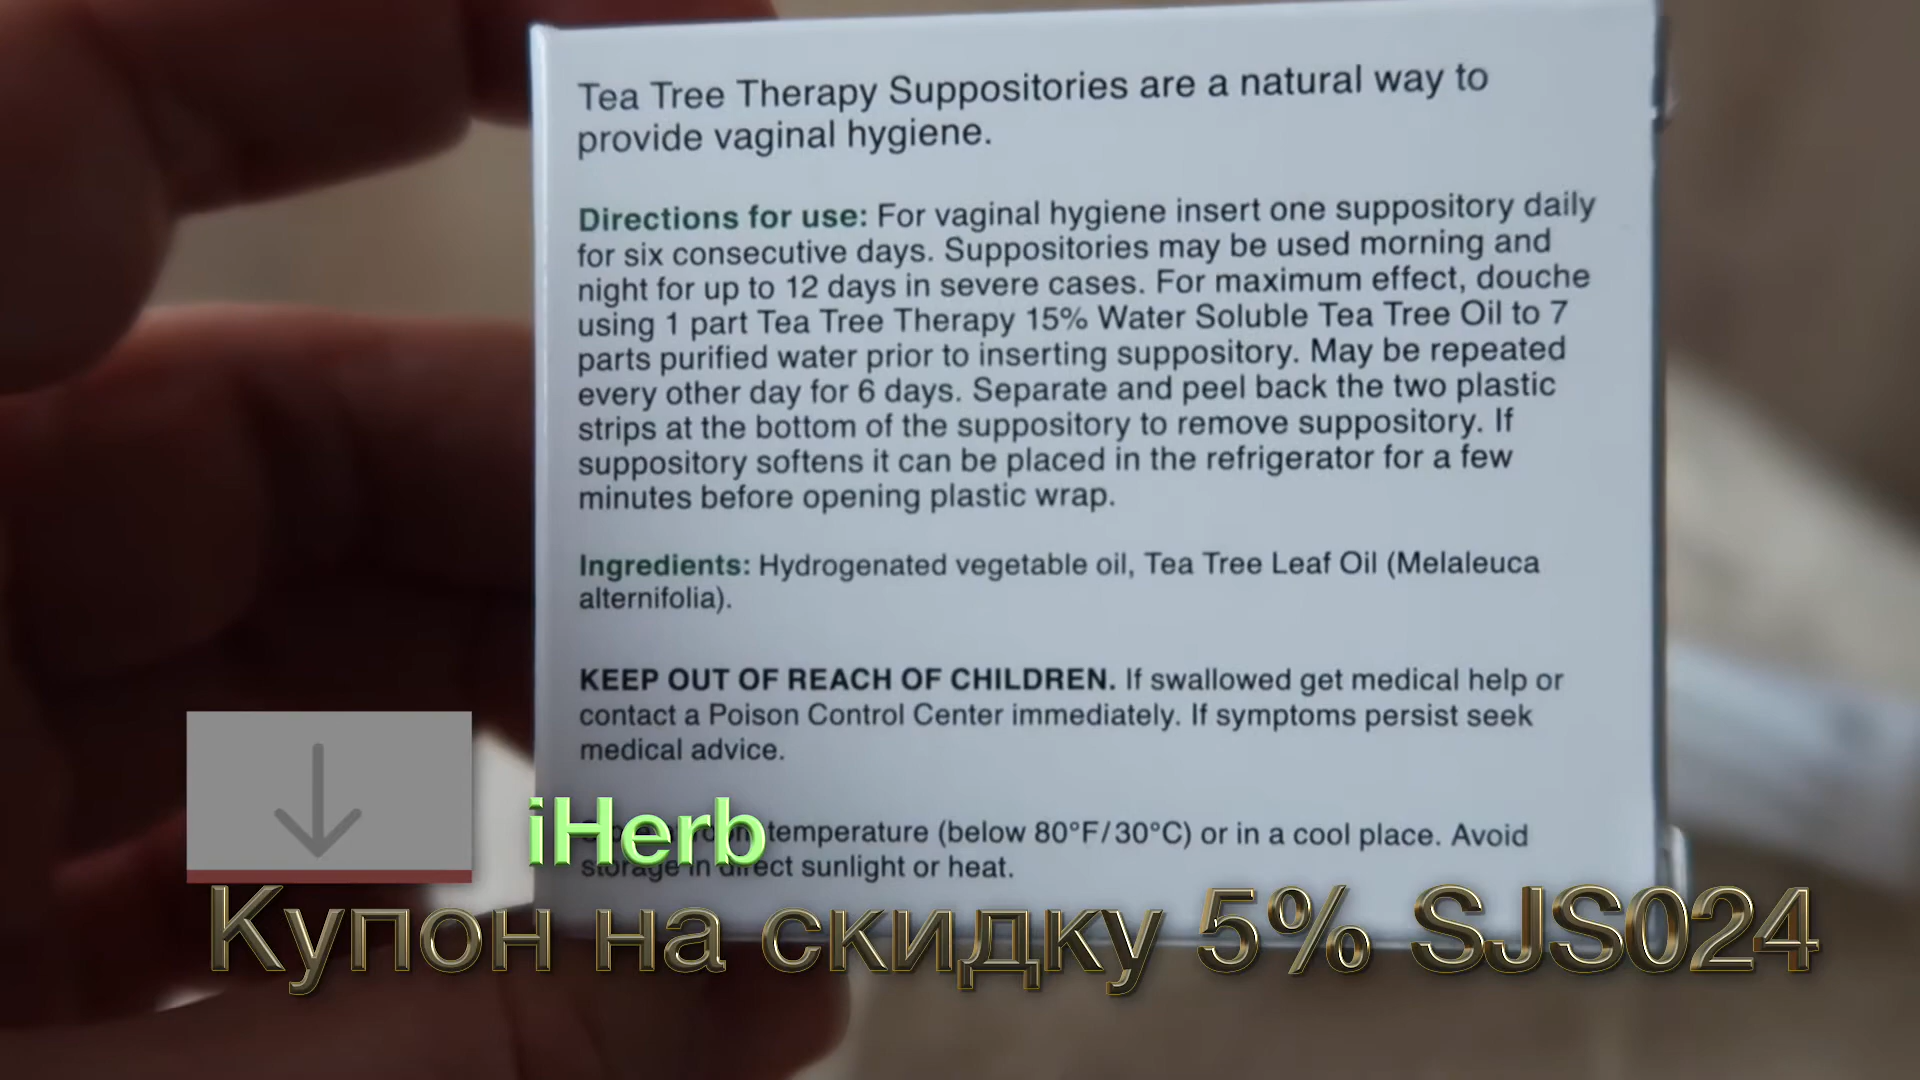 Tea Tree Therapy Suppositories are a natural way to
provide vaginal hygiene.
Directions for use: For vaginal hygiene insert one suppository daily
for six consecutive days. Suppositories may be used morning and
night for up to 12 days in severe cases. For maximum effect, douche
using 1 part Tea Tree Therapy 15% Water Soluble Tea Tree Oil to 7
parts purified water prior to inserting suppository. May be repeated
every other day for 6 days. Separate and peel back the two plastic
strips at the bottom of the suppository to remove suppository. If
suppository softens it can be placed in the refrigerator for a few
minutes before opening plastic wrap.
Ingredients: Hydrogenated vegetable oil, Tea Tree Leaf Oil (Melaleuca
alternifolia).
KEEP OUT OF REACH OF CHILDREN. If swallowed get medical help or
contact a Poison Control Center immediately. If symptoms persist seek
medical advice.
temperature (below 80°F/30°C) or in a cool place. Avoid
storage in direct sunlight or heat.
iHerb
Купон на скидку 5% SJS024